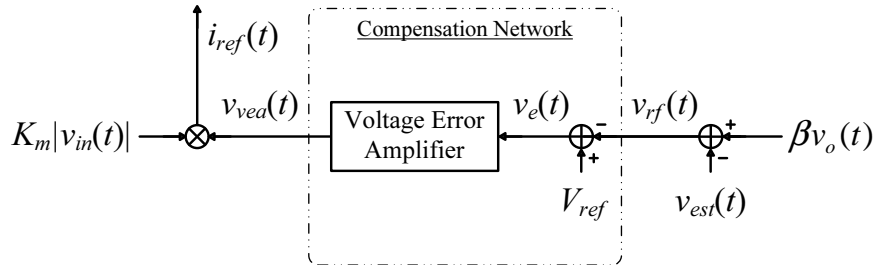 Compensation Network
i_ref(t)
v_vea(t)
v_e(t)
v_rf(t)
K_m|v_in(t)|
Voltage Error
Amplifier
βv_o(t)
V_ref
v_est(t)